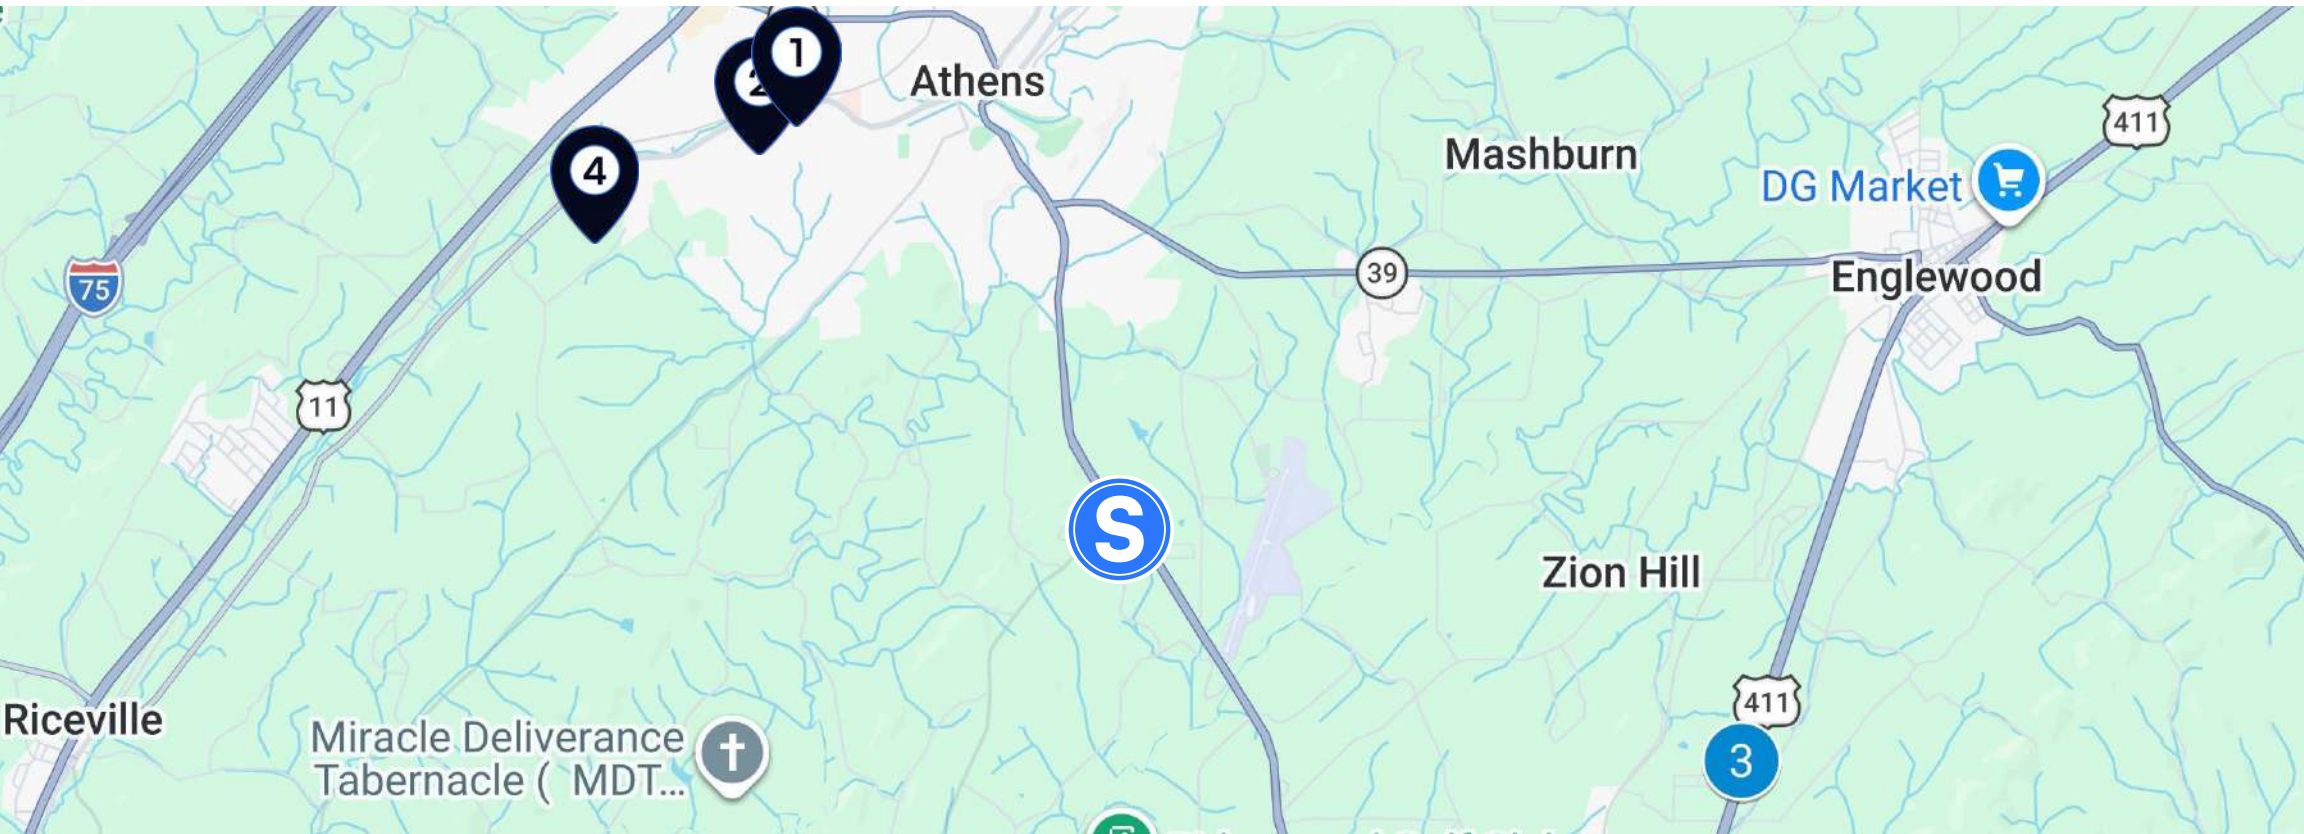 1
2
Athens
4
Mashburn
411
DG Market
39
Englewood
75
11
S
Zion Hill
411
Riceville
Miracle Deliverance
Tabernacle ( MDT...
3